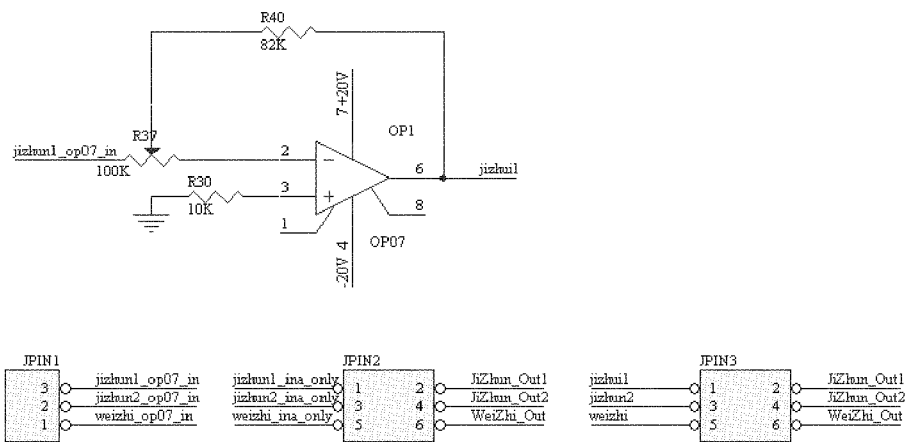 R40
82K
7 +20V
OP1
R37
jizhun1_op07_in
100K
2
6
jizhui1
R30
10K
3
8
1
OP07
-20V 4
JPIN1
3 jizhun1_op07_in
2 jizhun2_op07_in
1 weizhi_op07_in
JPIN2
jizhun1_ina_only 1 2 JiZhun_Out1
jizhun2_ina_only 3 4 JiZhun_Out2
weizhi_ina_only 5 6 WeiZhi_Out
JPIN3
jizhui1 1 2 JiZhun_Out1
jizhun2 3 4 JiZhun_Out2
weizhi 5 6 WeiZhi_Out